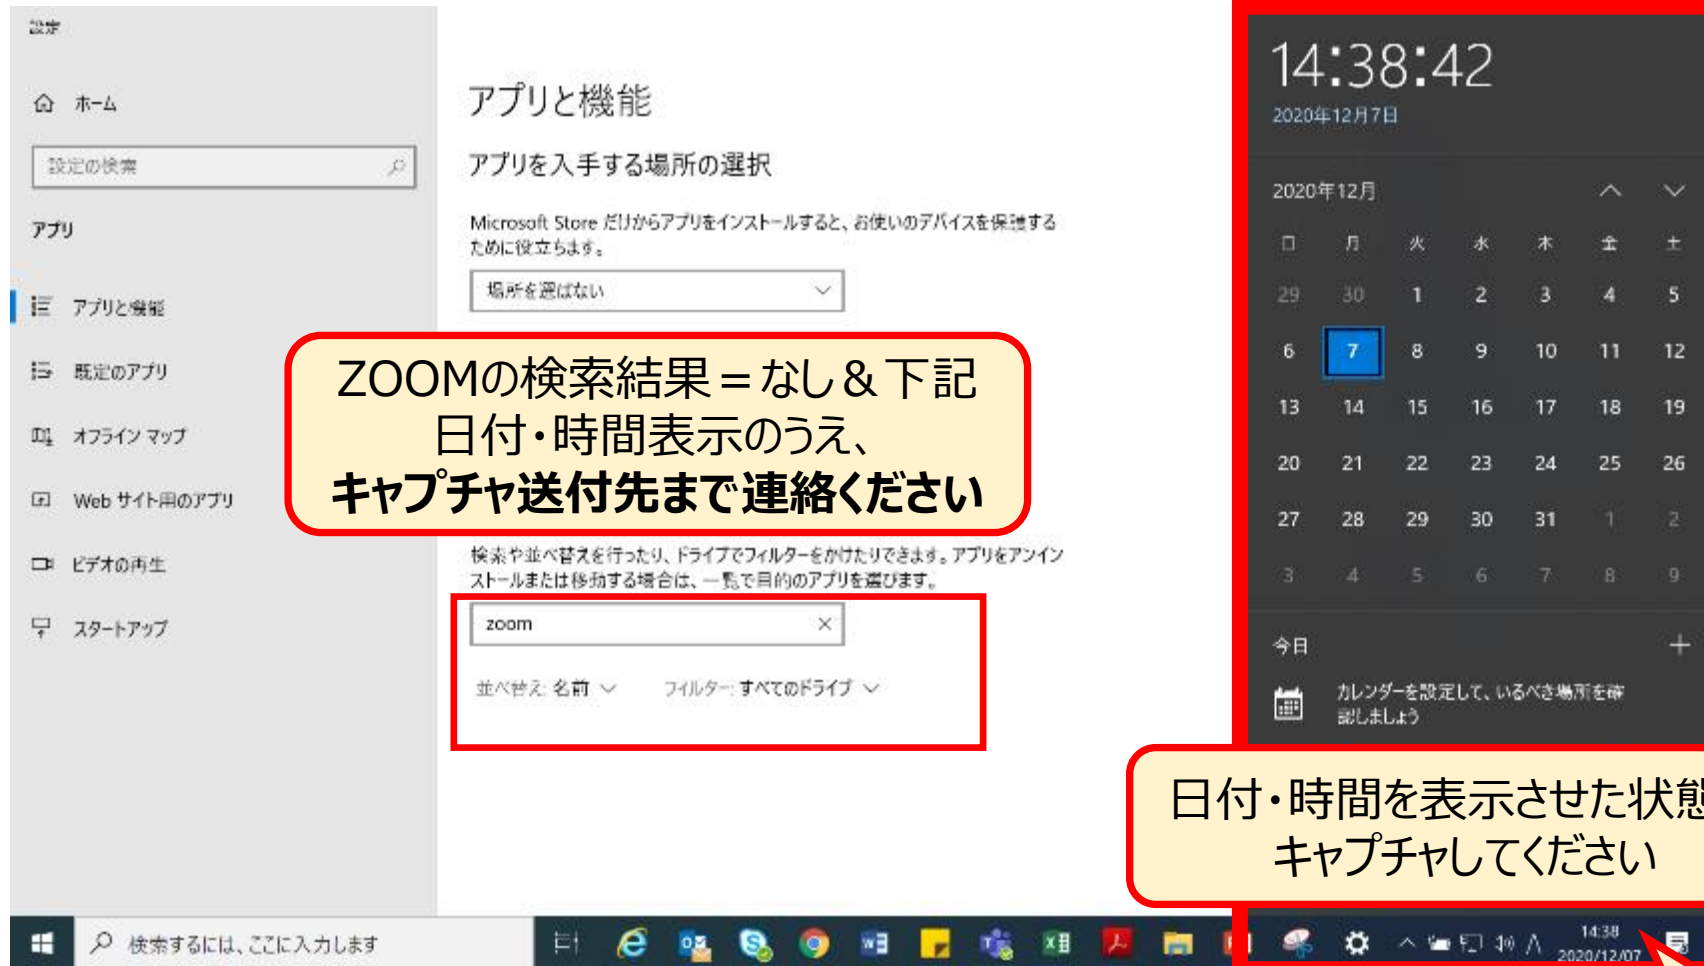 設定
ホーム
設定の検索
アプリ
アプリと機能
既定のアプリ
オフライン マップ
Web サイト用のアプリ
ビデオの再生
スタートアップ
アプリと機能
アプリを入手する場所の選択
Microsoft Store だけからアプリをインストールすると、お使いのデバイスを保護する
ために役立ちます。
場所を選ばない
ZOOMの検索結果=なし&下記
日付・時間表示のうえ、
キャプチャ送付先まで連絡ください
検索や並べ替えを行ったり、ドライブでフィルターをかけたりできます。アプリをアンイン
ストールまたは移動する場合は、一覧で目的のアプリを選びます。
zoom
並べ替え: 名前 フィルター: すべてのドライブ
14:38:42
2020年12月7日
2020年12月
日 月 火 水 木 金 土
29 30 1 2 3 4 5
6 7 8 9 10 11 12
13 14 15 16 17 18 19
20 21 22 23 24 25 26
27 28 29 30 31 1 2
3 4 5 6 7 8 9
今日
カレンダーを設定して、いるべき場所を確
認しましょう
日付・時間を表示させた状態
キャプチャしてください
検索するには、ここに入力します
14:38
2020/12/07